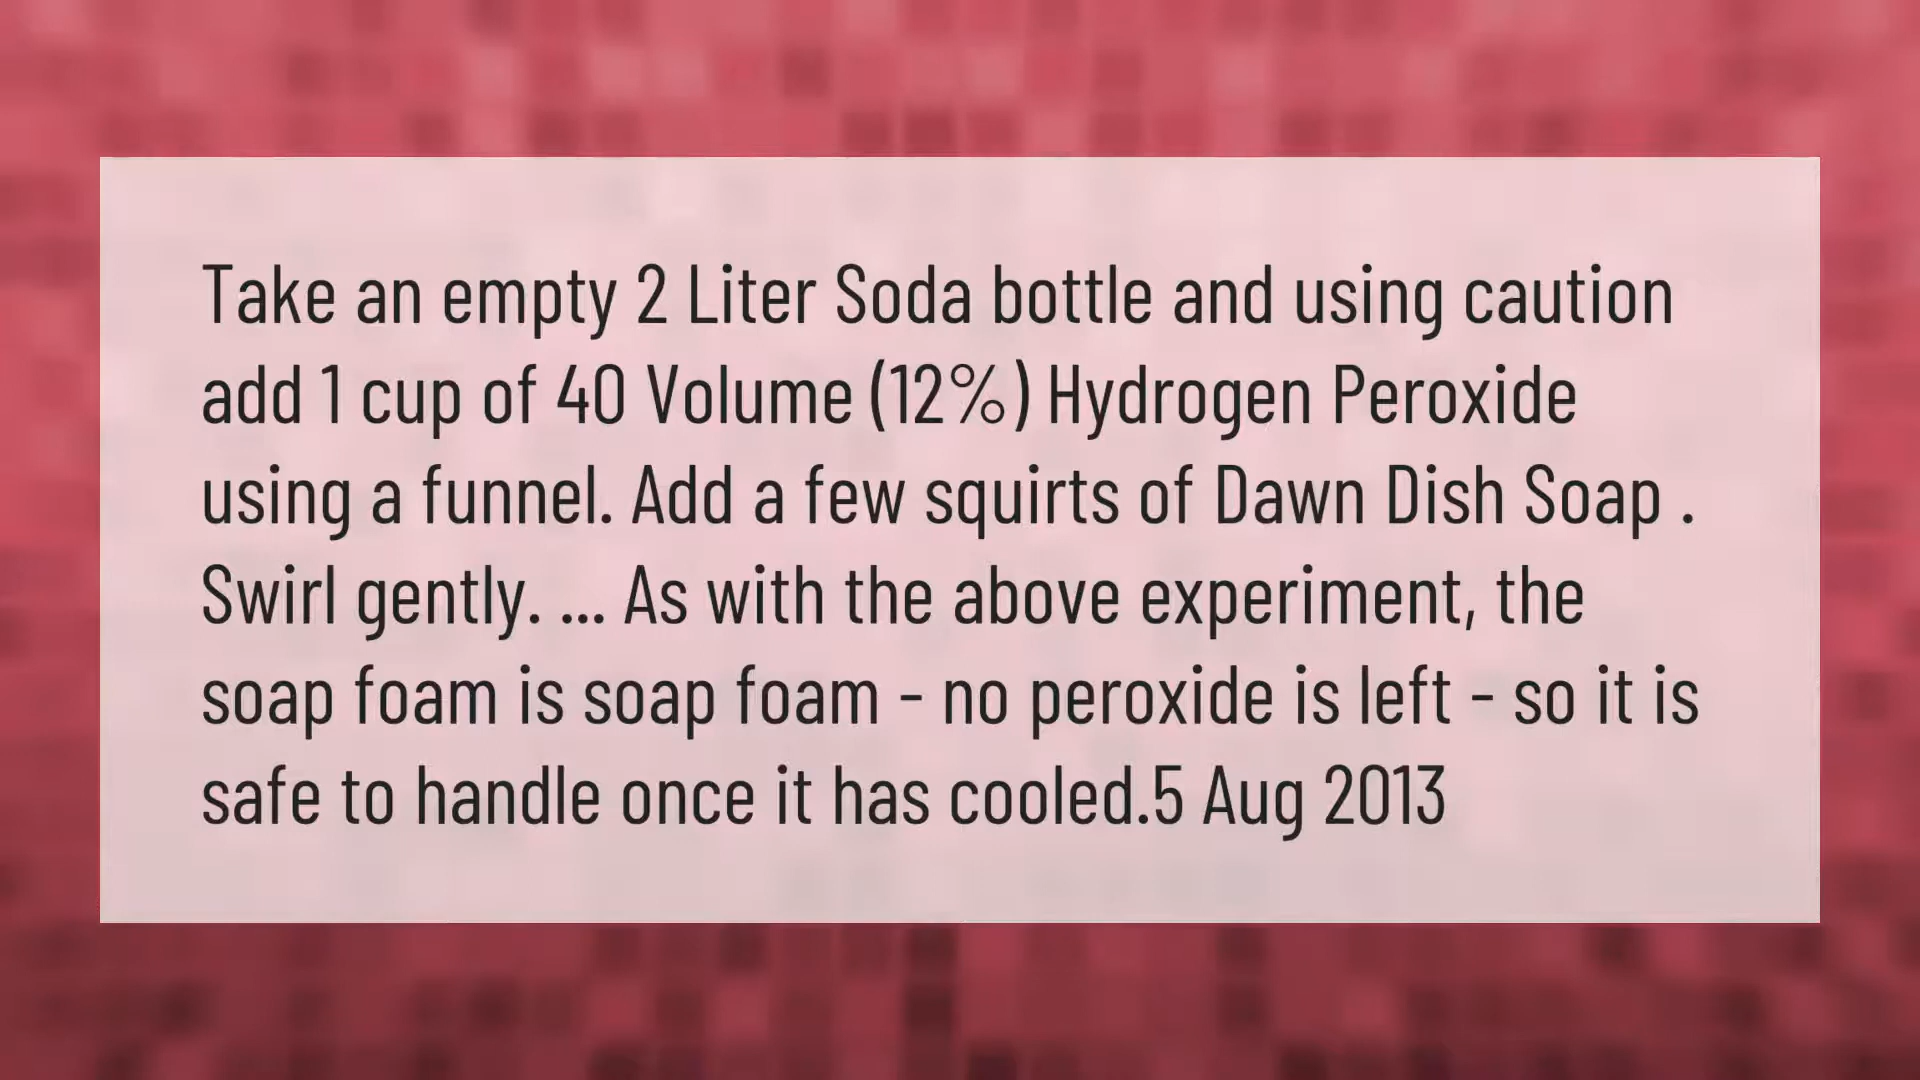 Take an empty 2 Liter Soda bottle and using caution
add 1 cup of 40 Volume (12%) Hydrogen Peroxide
using a funnel. Add a few squirts of Dawn Dish Soap .
Swirl gently. ... As with the above experiment, the
soap foam is soap foam - no peroxide is left - so it is
safe to handle once it has cooled.5 Aug 2013